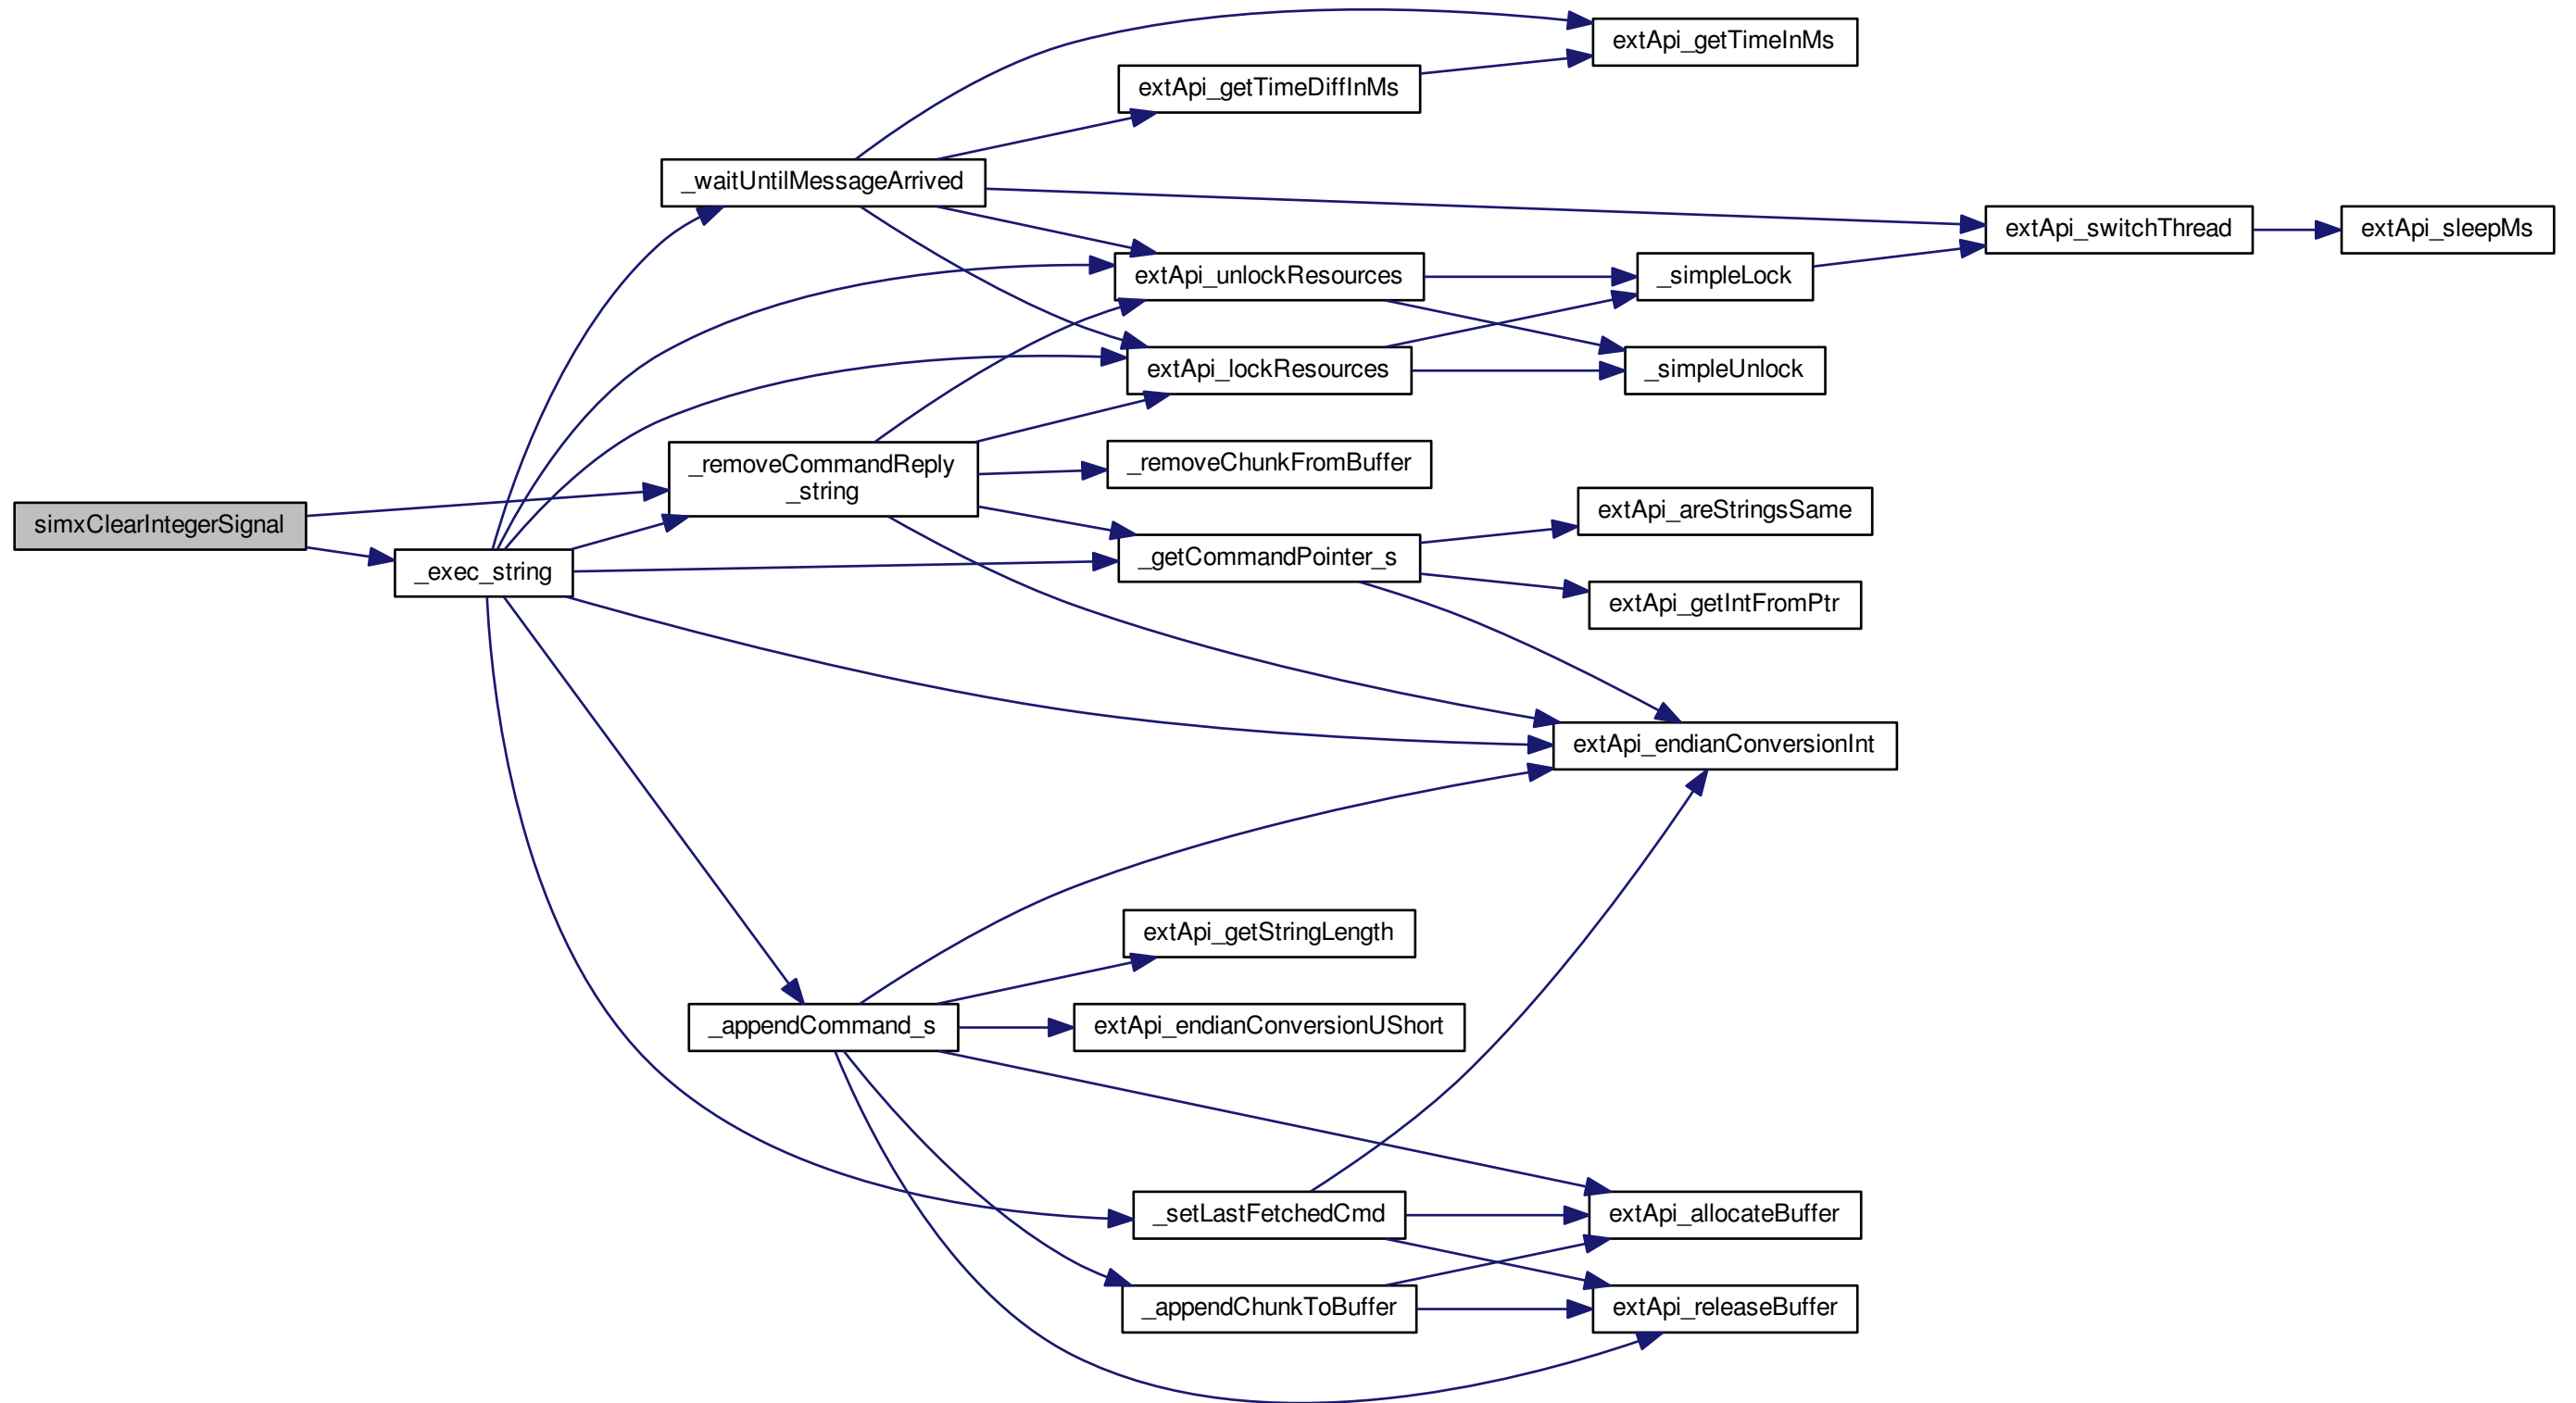 extApi_getTimeInMs
extApi_getTimeDiffInMs
_waitUntilMessageArrived
extApi_switchThread
extApi_sleepMs
extApi_unlockResources
_simpleLock
extApi_lockResources
_simpleUnlock
_removeCommandReply
_string
_removeChunkFromBuffer
simxClearIntegerSignal
extApi_areStringsSame
_exec_string
_getCommandPointer_s
extApi_getIntFromPtr
extApi_endianConversionInt
extApi_getStringLength
_appendCommand_s
extApi_endianConversionUShort
_setLastFetchedCmd
extApi_allocateBuffer
_appendChunkToBuffer
extApi_releaseBuffer